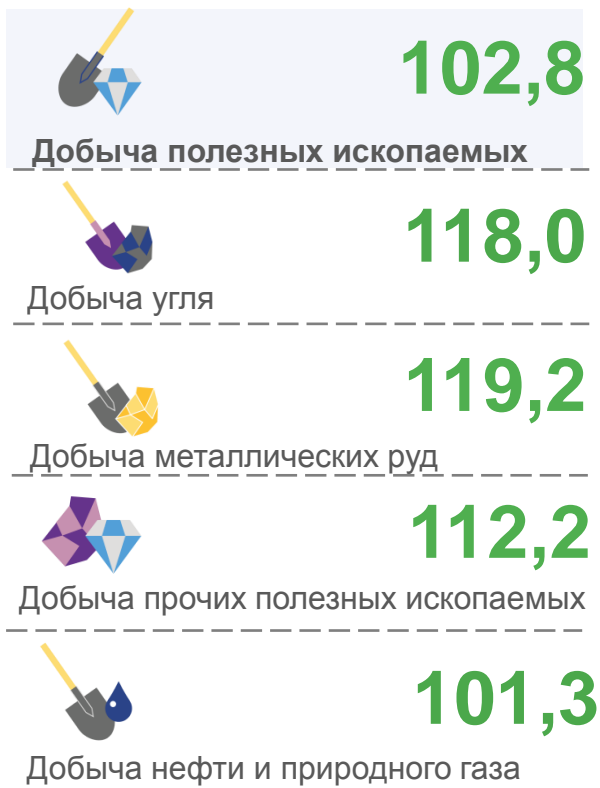 102,8
Добыча полезных ископаемых
118,0
Добыча угля
119,2
Добыча металлических руд
112,2
Добыча прочих полезных ископаемых
101,3
Добыча нефти и природного газа